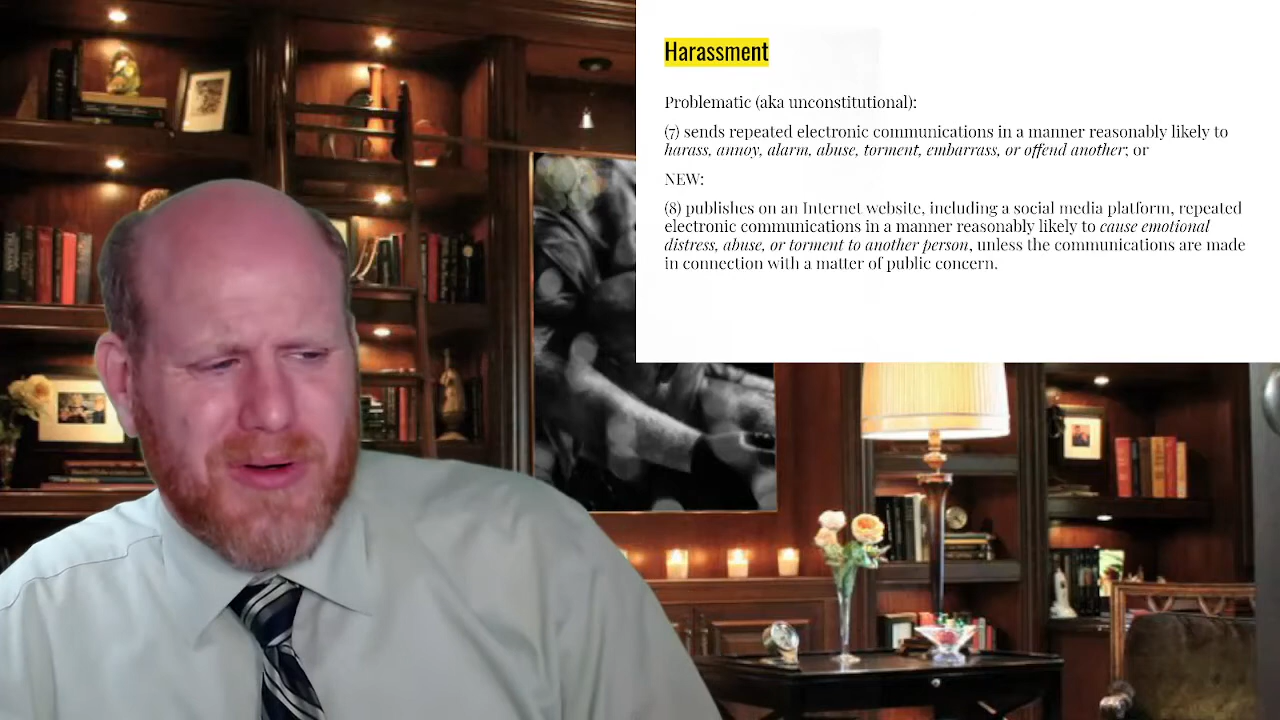 Harassment
Problematic (aka unconstitutional):
(7) sends repeated electronic communications in a manner reasonably likely to
harass, annoy, alarm, abuse, torment, embarrass, or offend another; or
NEW:
(8) publishes on an Internet website, including a social media platform, repeated
electronic communications in a manner reasonably likely to cause emotional
distress, abuse, or torment to another person, unless the communications are made
in connection with a matter of public concern.